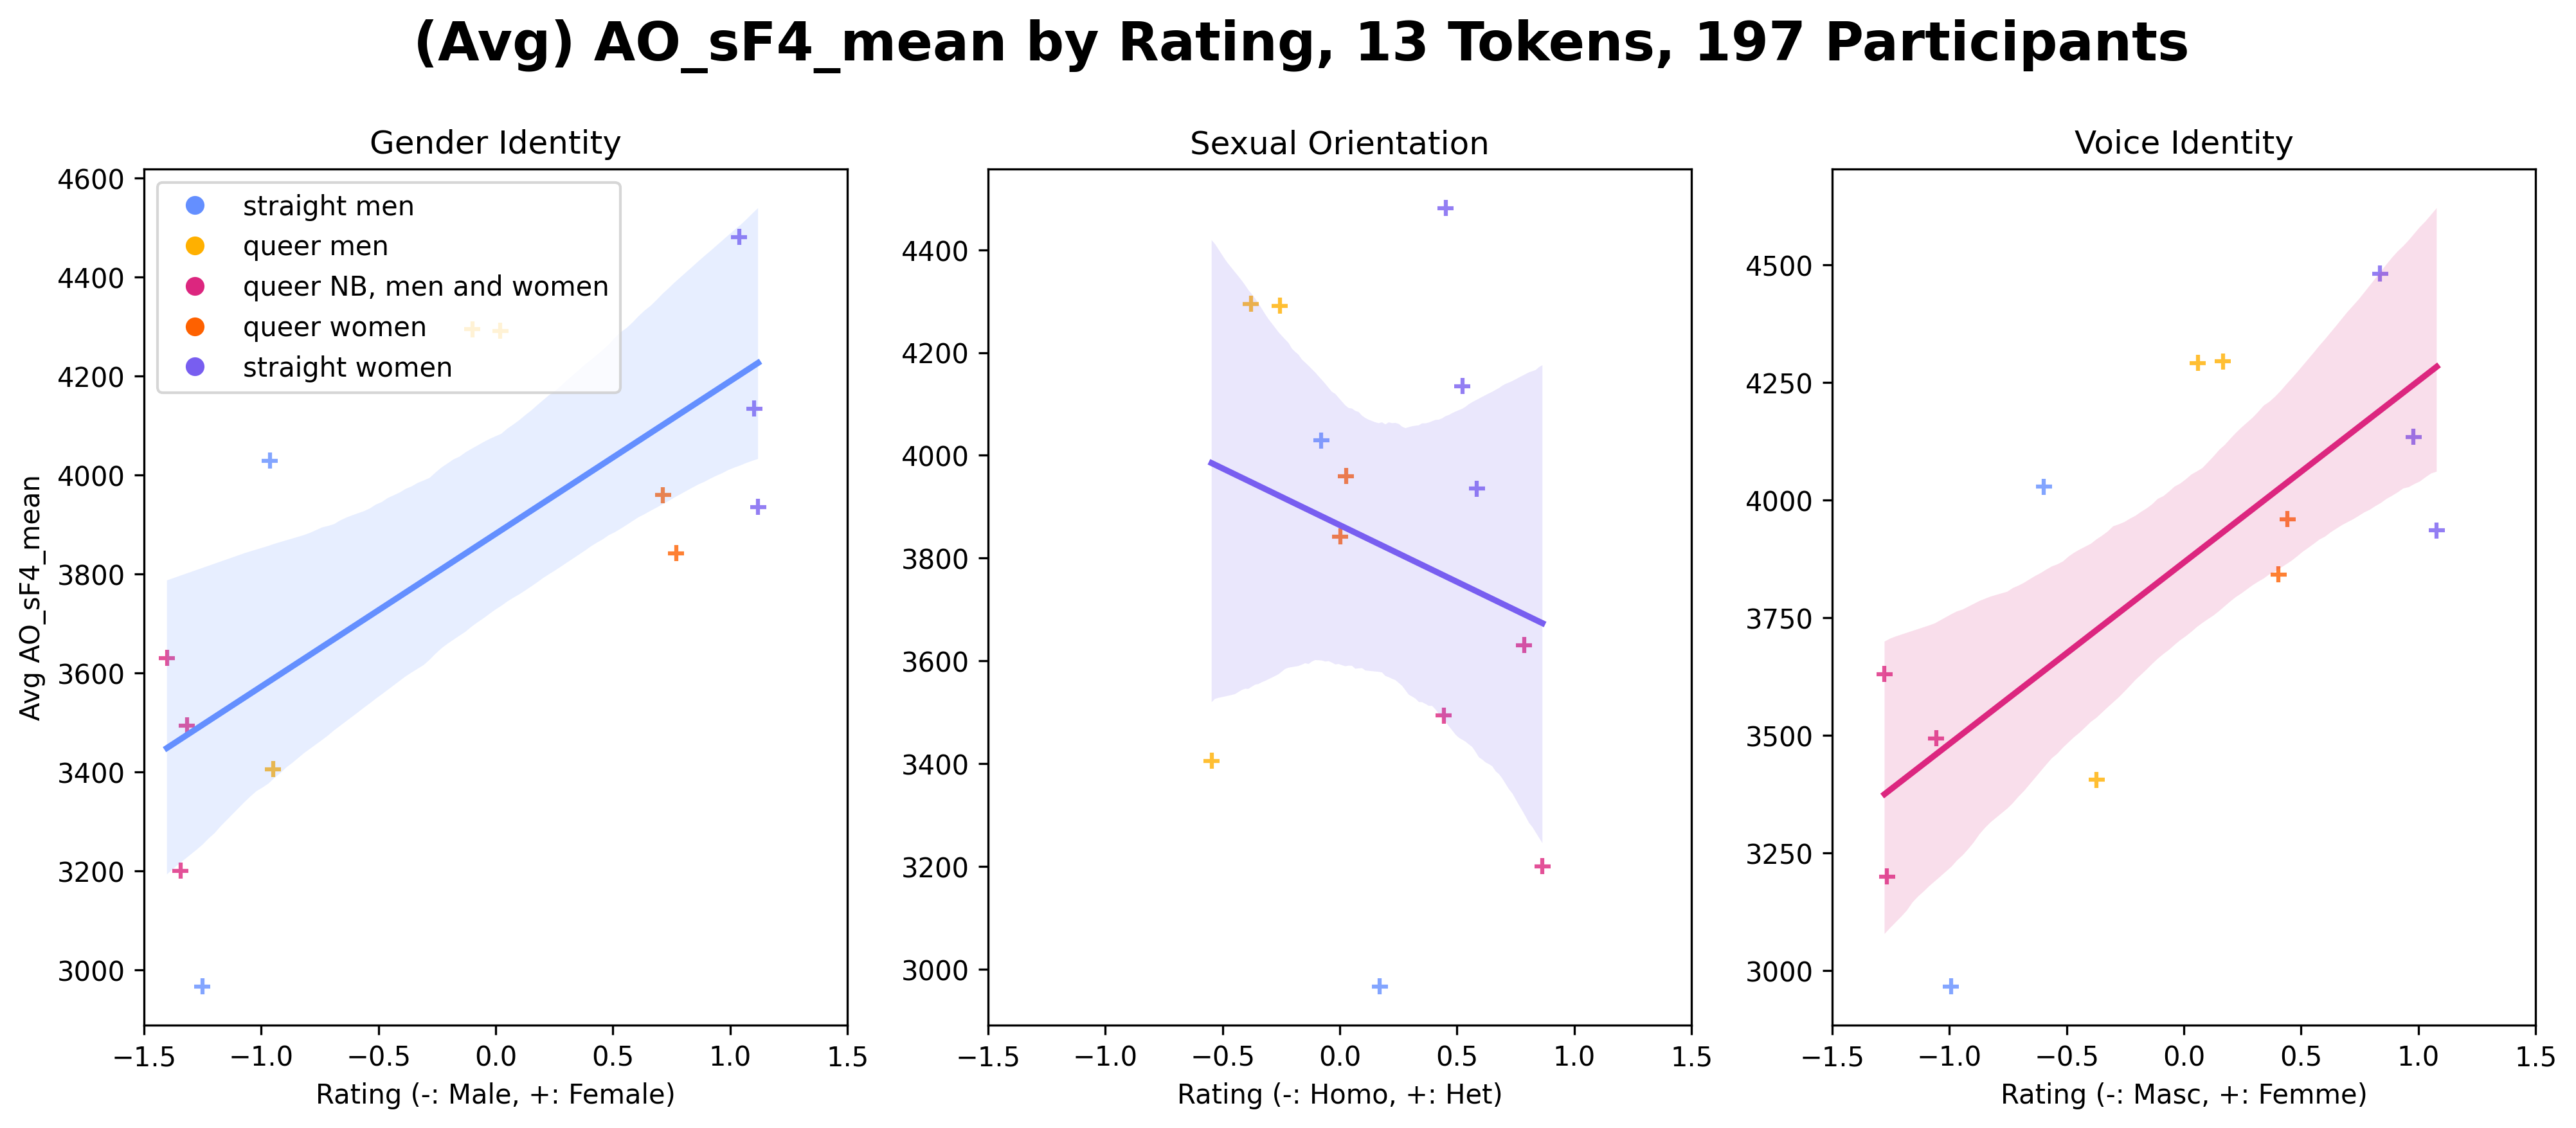 (Avg) AO_sF4_mean by Rating, 13 Tokens, 197 Participants
Gender Identity
Avg AO_sF4_mean
4600
4400
4200
4000
3800
3600
3400
3200
3000
straight men
queer men
queer NB, men and women
queer women
straight women
−1.5 −1.0 −0.5 0.0 0.5 1.0 1.5
Rating (-: Male, +: Female)
Sexual Orientation
4400
4200
4000
3800
3600
3400
3200
3000
−1.5 −1.0 −0.5 0.0 0.5 1.0 1.5
Rating (-: Homo, +: Het)
Voice Identity
4500
4250
4000
3750
3500
3250
3000
−1.5 −1.0 −0.5 0.0 0.5 1.0 1.5
Rating (-: Masc, +: Femme)